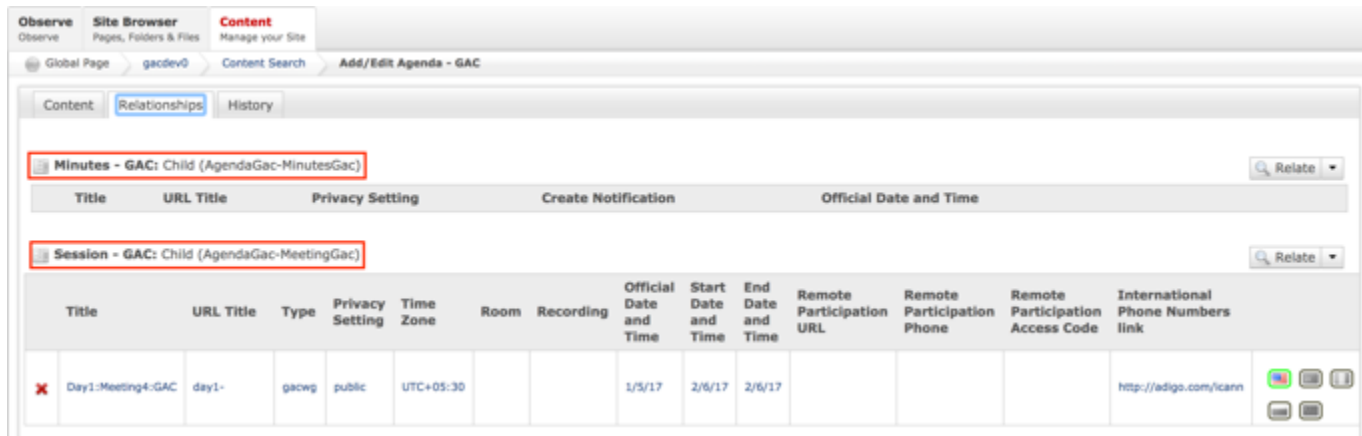 Observe Site Browser Content
Observe Pages, Folders & Files Manage your Site
Global Page gacdev0 Content Search Add/Edit Agenda - GAC
Content Relationships History
Minutes - GAC: Child (AgendaGac-MinutesGac)
Relate
Title URL Title Privacy Setting Create Notification Official Date and Time
Session - GAC: Child (AgendaGac-MeetingGac)
Relate
Title URL Title Type Privacy Setting Time Zone Room Recording Official Date and Time Start Date and Time End Date and Time Remote Participation URL Remote Participation Phone Remote Participation Access Code International Phone Numbers link
Day1:Meeting4:GAC day1- gacwg public UTC+05:30 1/5/17 2/6/17 2/6/17 http://adigo.com/icann